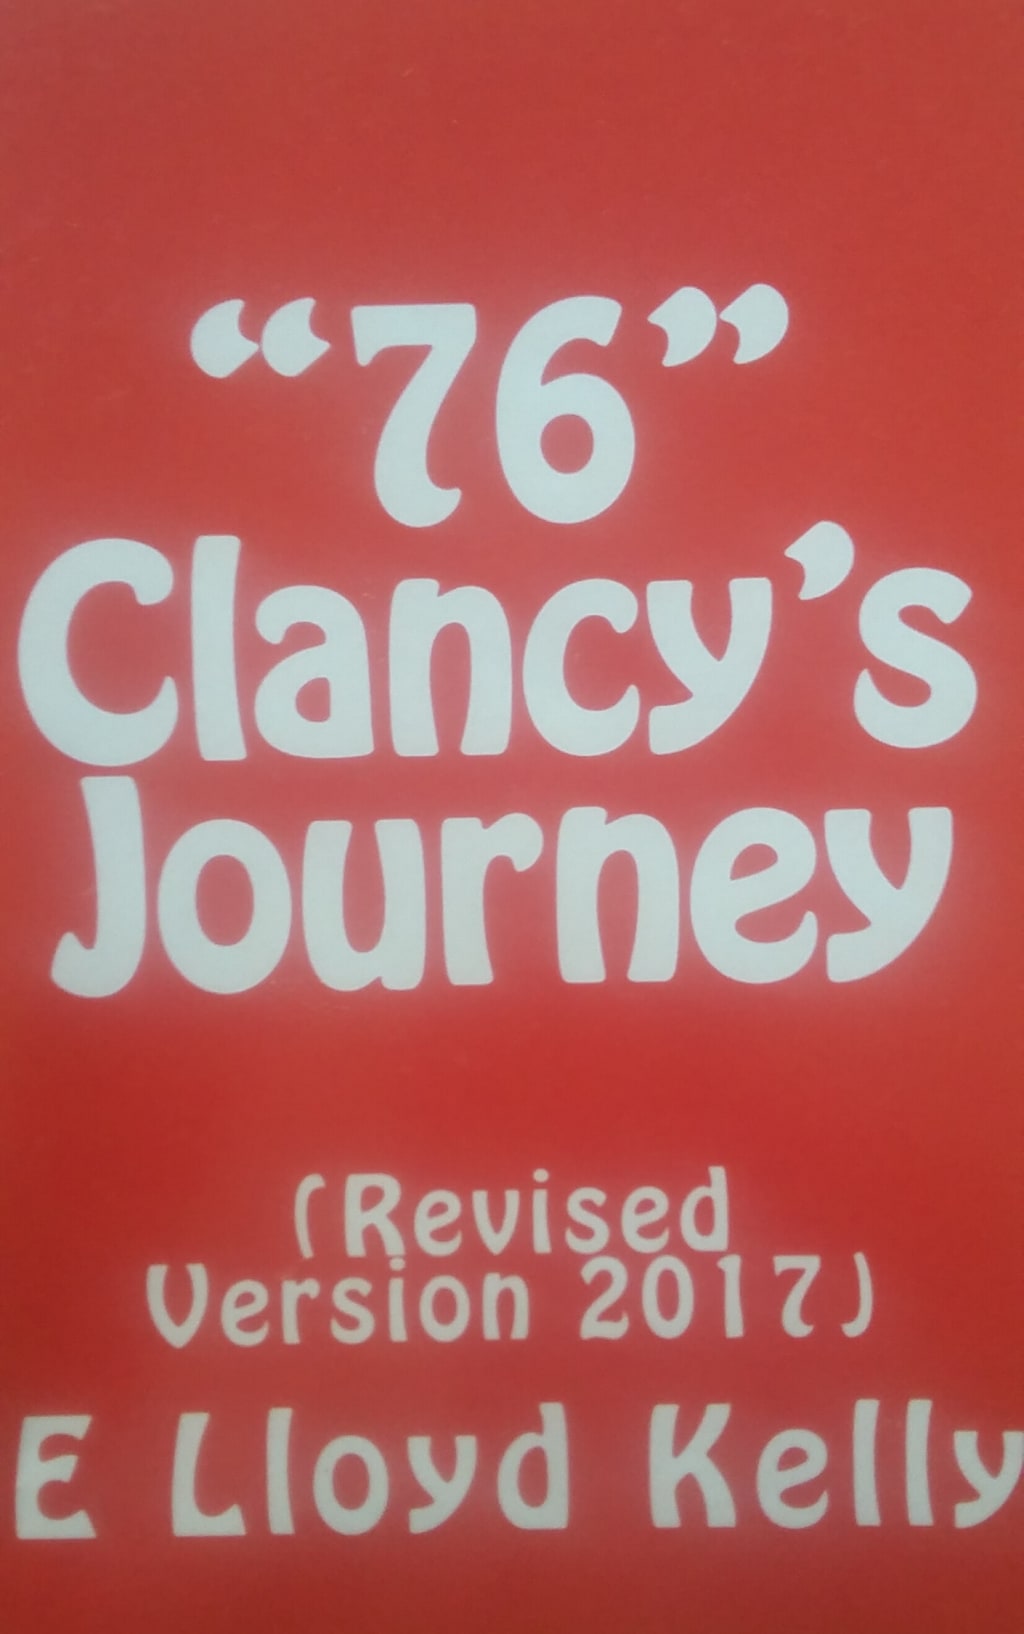 “76”
Clancy’s
Journey
(Revised
Version 2017)
E Lloyd Kelly